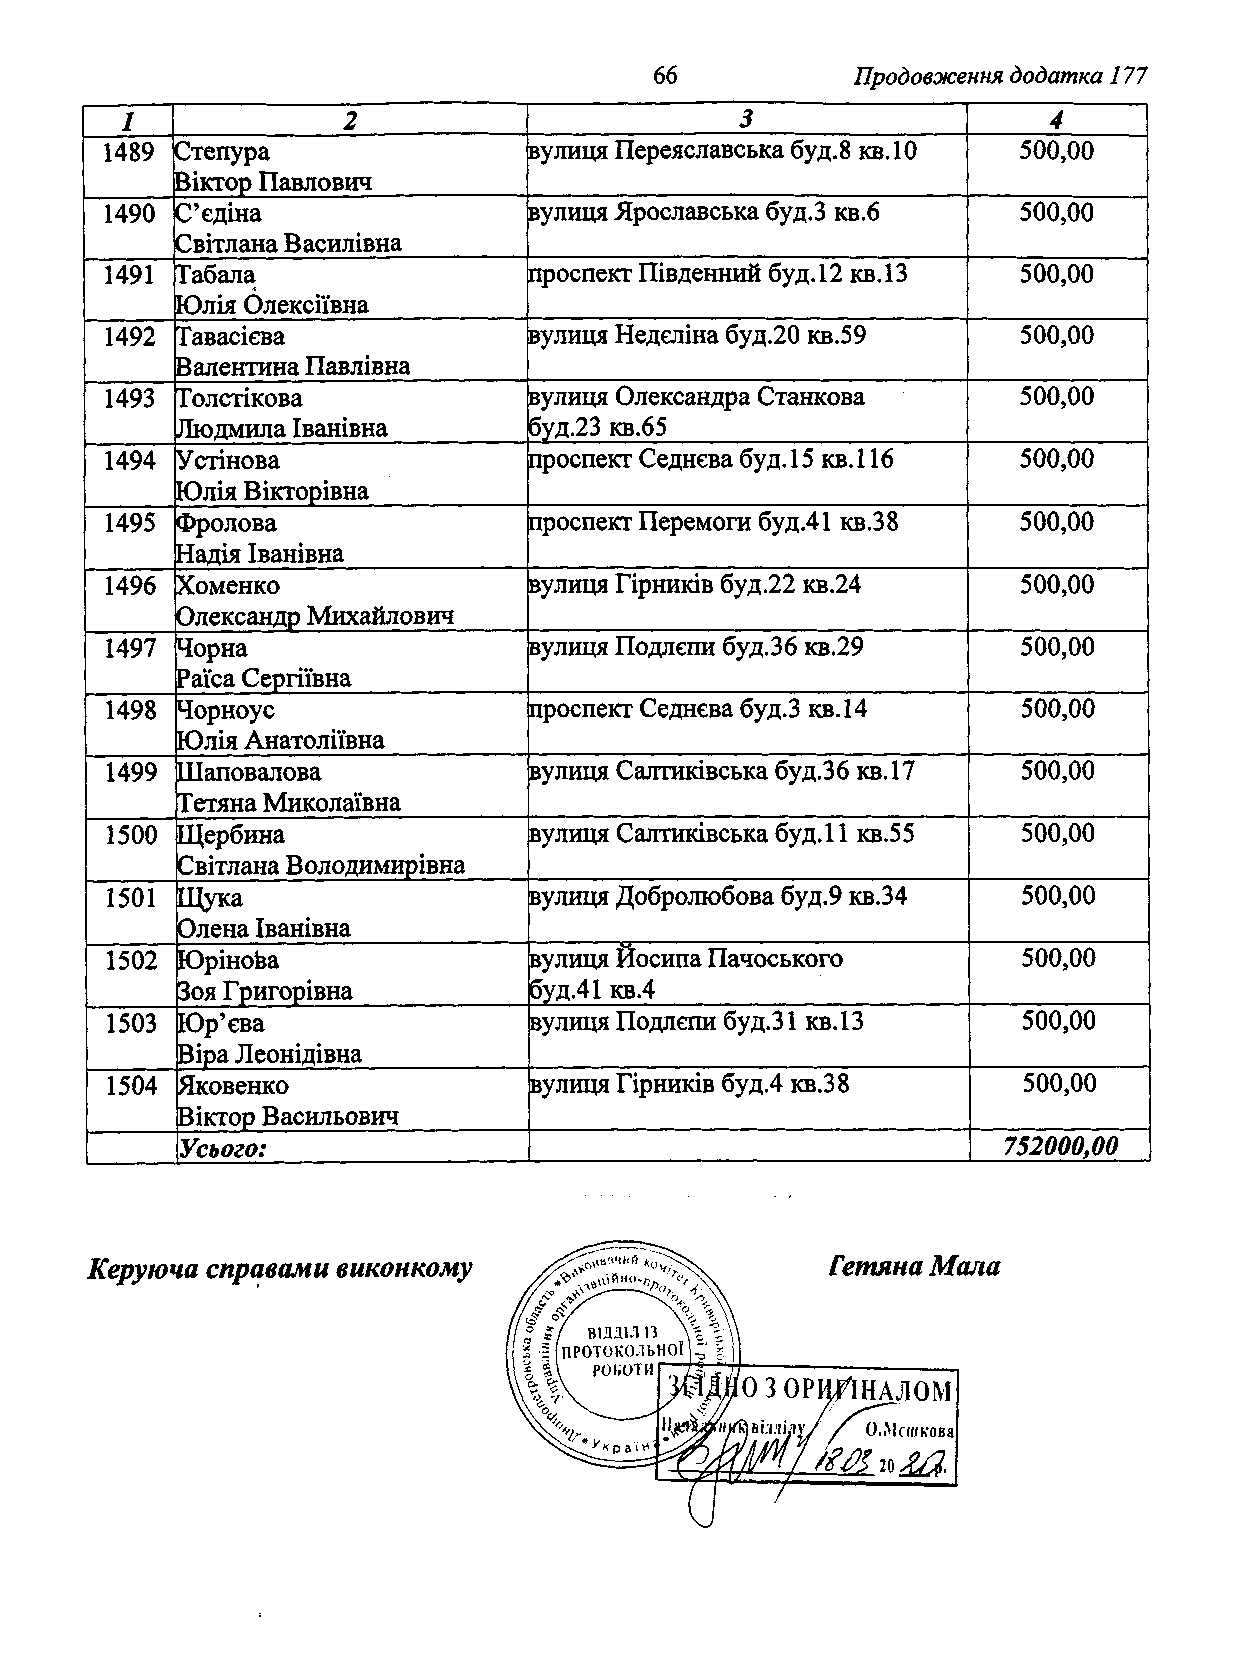 66 Продовження додатка 177
1 2 3 4
1489 Степура вулиця Переяславська буд.8 кв.10 500,00
Віктор Павлович
1490 С’єдіна вулиця Ярославська буд.3 кв.6 500,00
Світлана Василівна
1491 Табала проспект Південний буд.12 кв.13 500,00
Юлія Олексіївна
1492 Тавасієва вулиця Недєліна буд.20 кв.59 500,00
Валентина Павлівна
1493 Толстікова вулиця Олександра Станкова 500,00
Людмила Іванівна буд.23 кв.65
1494 Устінова проспект Седнєва буд.15 кв.116 500,00
Юлія Вікторівна
1495 Фролова проспект Перемоги буд.41 кв.38 500,00
Надія Іванівна
1496 Хоменко вулиця Гірників буд.22 кв.24 500,00
Олександр Михайлович
1497 Чорна вулиця Подлєпи буд.36 кв.29 500,00
Раїса Сергіївна
1498 Чорноус проспект Седнєва буд.3 кв.14 500,00
Юлія Анатоліївна
1499 Шаповалова вулиця Салтиківська буд.36 кв.17 500,00
Тетяна Миколаївна
1500 Щербина вулиця Салтиківська буд.11 кв.55 500,00
Світлана Володимирівна
1501 Щука вулиця Добролюбова буд.9 кв.34 500,00
Олена Іванівна
1502 Юрінова вулиця Йосипа Пачоського 500,00
Зоя Григорівна буд.41 кв.4
1503 Юр’єва вулиця Подлєпи буд.31 кв.13 500,00
Віра Леонідівна
1504 Яковенко вулиця Гірників буд.4 кв.38 500,00
Віктор Васильович
Усього: 752000,00
Керуюча справами виконкому Тетяна Мала
ВІДДІЛ ІЗ
ПРОТОКОЛЬНОЇ
РОБОТИ
ЗГІДНО З ОРИГІНАЛОМ
відділу О.Мєшкова
18.03 20 20р.